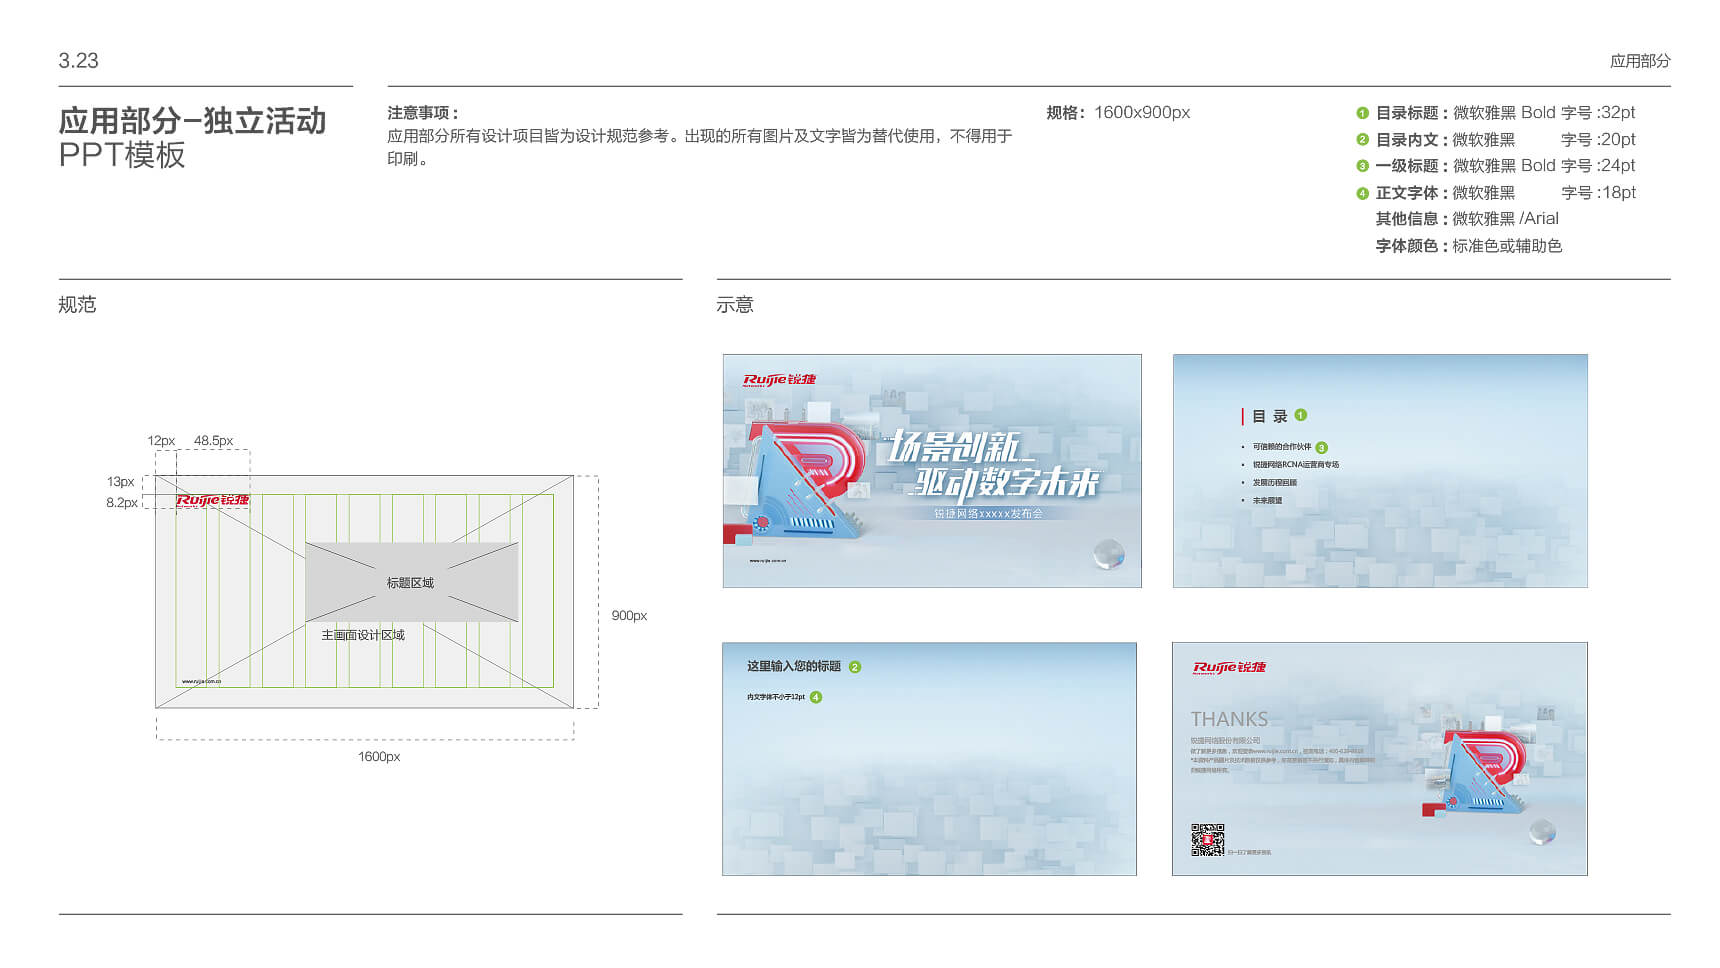 3.23
应用部分
应用部分-独立活动
PPT模板
注意事项：
应用部分所有设计项目皆为设计规范参考。出现的所有图片及文字皆为替代使用，不得用于
印刷。
规格：1600x900px
1 目录标题：微软雅黑 Bold 字号:32pt
2 目录内文：微软雅黑 字号:20pt
3 一级标题：微软雅黑 Bold 字号:24pt
4 正文字体：微软雅黑 字号:18pt
其他信息：微软雅黑 /Arial
字体颜色：标准色或辅助色
规范
示意
12px 48.5px
13px
8.2px
Ruijie锐捷
标题区域
主画面设计区域
www.ruijie.com.cn
900px
1600px
Ruijie锐捷
Networks
场景创新
驱动数字未来
锐捷网络xxxxx发布会
www.ruijie.com.cn
目 录 1
• 可信赖的合作伙伴 3
• 锐捷网络RCNA运营商专场
• 发展历程回顾
• 未来展望
这里输入您的标题 2
内文字体不小于12pt 4
Ruijie锐捷
Networks
THANKS
锐捷网络股份有限公司